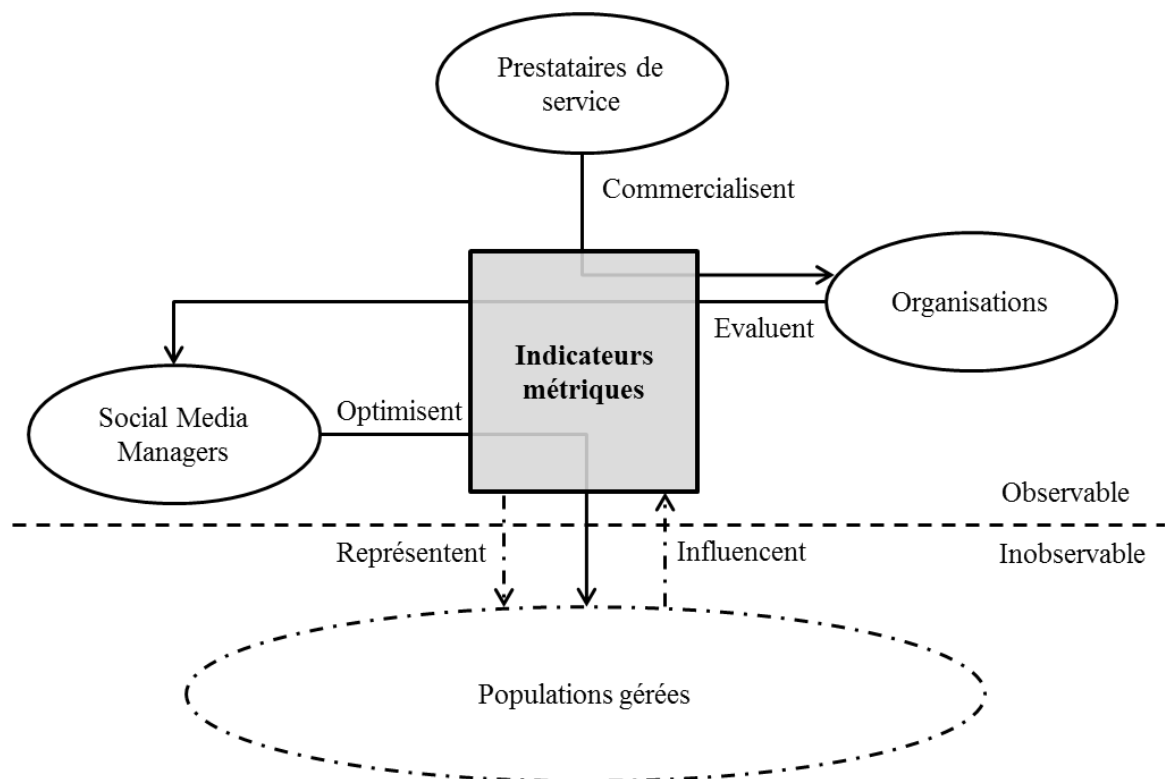 Prestataires de
service
Commercialisent
Organisations
Evaluent
Indicateurs
métriques
Social Media
Managers
Optimisent
Observable
Inobservable
Représentent
Influencent
Populations gérées